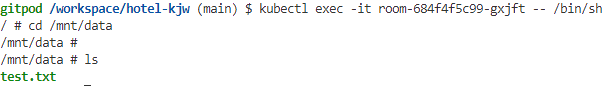 gitpod /workspace/hotel-kjw (main) $ kubectl exec -it room-684f4f5c99-gxjft -- /bin/sh
/ # cd /mnt/data
/mnt/data #
/mnt/data # ls
test.txt